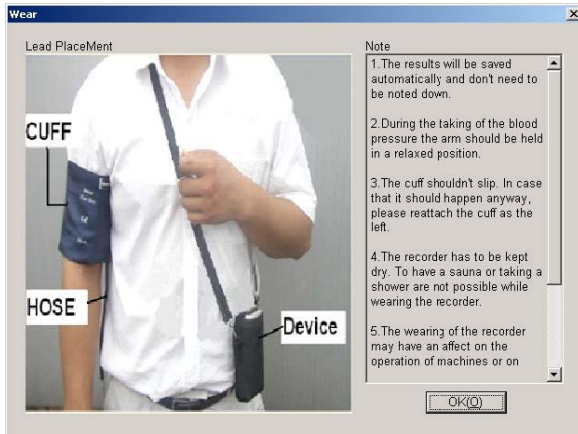 Wear
Lead PlaceMent
CUFF
HOSE
Device
Note
1.The results will be saved
automatically and don't need to
be noted down.
2.During the taking of the blood
pressure the arm should be held
in a relaxed position.
3.The cuff shouldn't slip. In case
that it should happen anyway,
please reattach the cuff as the
left.
4.The recorder has to be kept
dry. To have a sauna or taking a
shower are not possible while
wearing the recorder.
5.The wearing of the recorder
may have an affect on the
operation of machines or on
OK(O)